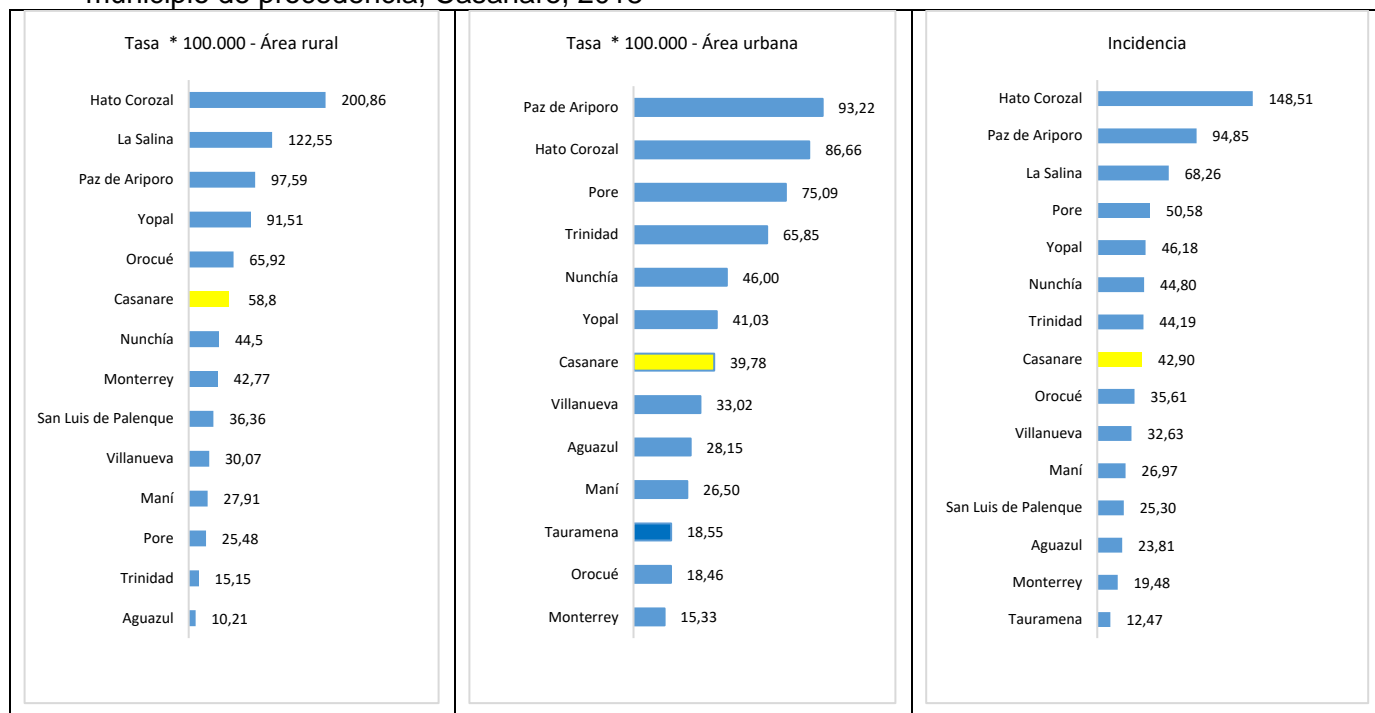 municipio de procedencia, Casanare, 2015
Tasa * 100.000 - Área rural
Hato Corozal 200,86
La Salina 122,55
Paz de Ariporo 97,59
Yopal 91,51
Orocué 65,92
Casanare 58,8
Nunchía 44,5
Monterrey 42,77
San Luis de Palenque 36,36
Villanueva 30,07
Maní 27,91
Pore 25,48
Trinidad 15,15
Aguazul 10,21
Tasa * 100.000 - Área urbana
Paz de Ariporo 93,22
Hato Corozal 86,66
Pore 75,09
Trinidad 65,85
Nunchía 46,00
Yopal 41,03
Casanare 39,78
Villanueva 33,02
Aguazul 28,15
Maní 26,50
Tauramena 18,55
Orocué 18,46
Monterrey 15,33
Incidencia
Hato Corozal 148,51
Paz de Ariporo 94,85
La Salina 68,26
Pore 50,58
Yopal 46,18
Nunchía 44,80
Trinidad 44,19
Casanare 42,90
Orocué 35,61
Villanueva 32,63
Maní 26,97
San Luis de Palenque 25,30
Aguazul 23,81
Monterrey 19,48
Tauramena 12,47